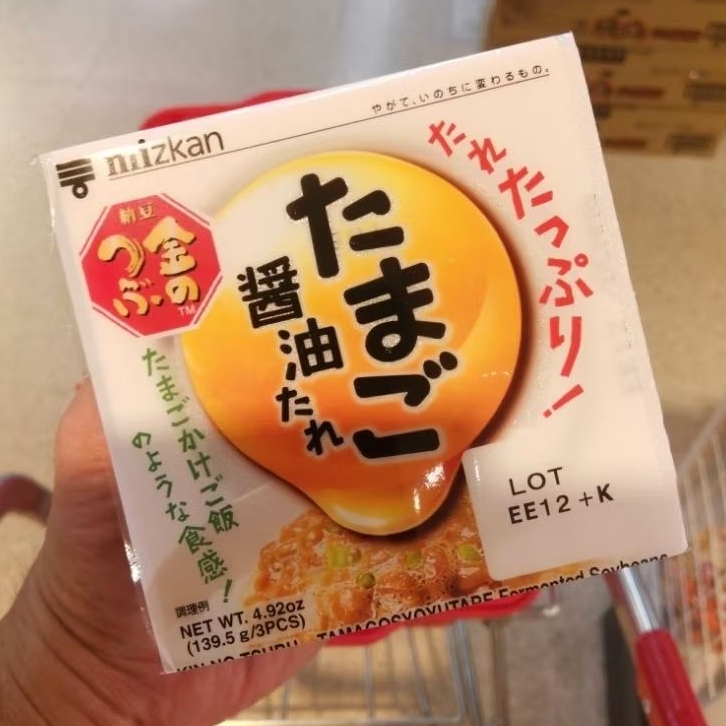 mizkan
やがて、いのちに変わるもの。
納豆
金の
つぶ
TM
たれたっぷり!
たまご
醤油たれ
たまごかけご飯
のような食感!
LOT
EE12+K
調理例
NET WT. 4.92oz
(139.5 g/3PCS)
KIN NO TSUBU TAMAGOSYOYUTARE Fermented Soybeans